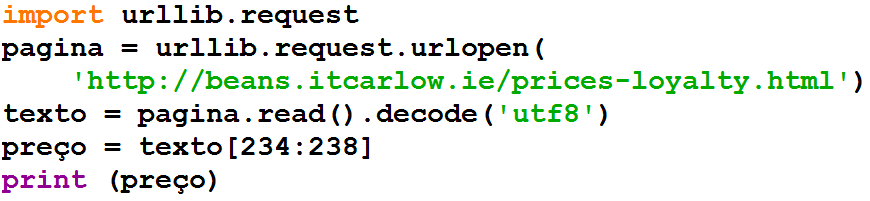 import urllib.request
pagina = urllib.request.urlopen(
    'http://beans.itcarlow.ie/prices-loyalty.html')
texto = pagina.read().decode('utf8')
preço = texto[234:238]
print (preço)